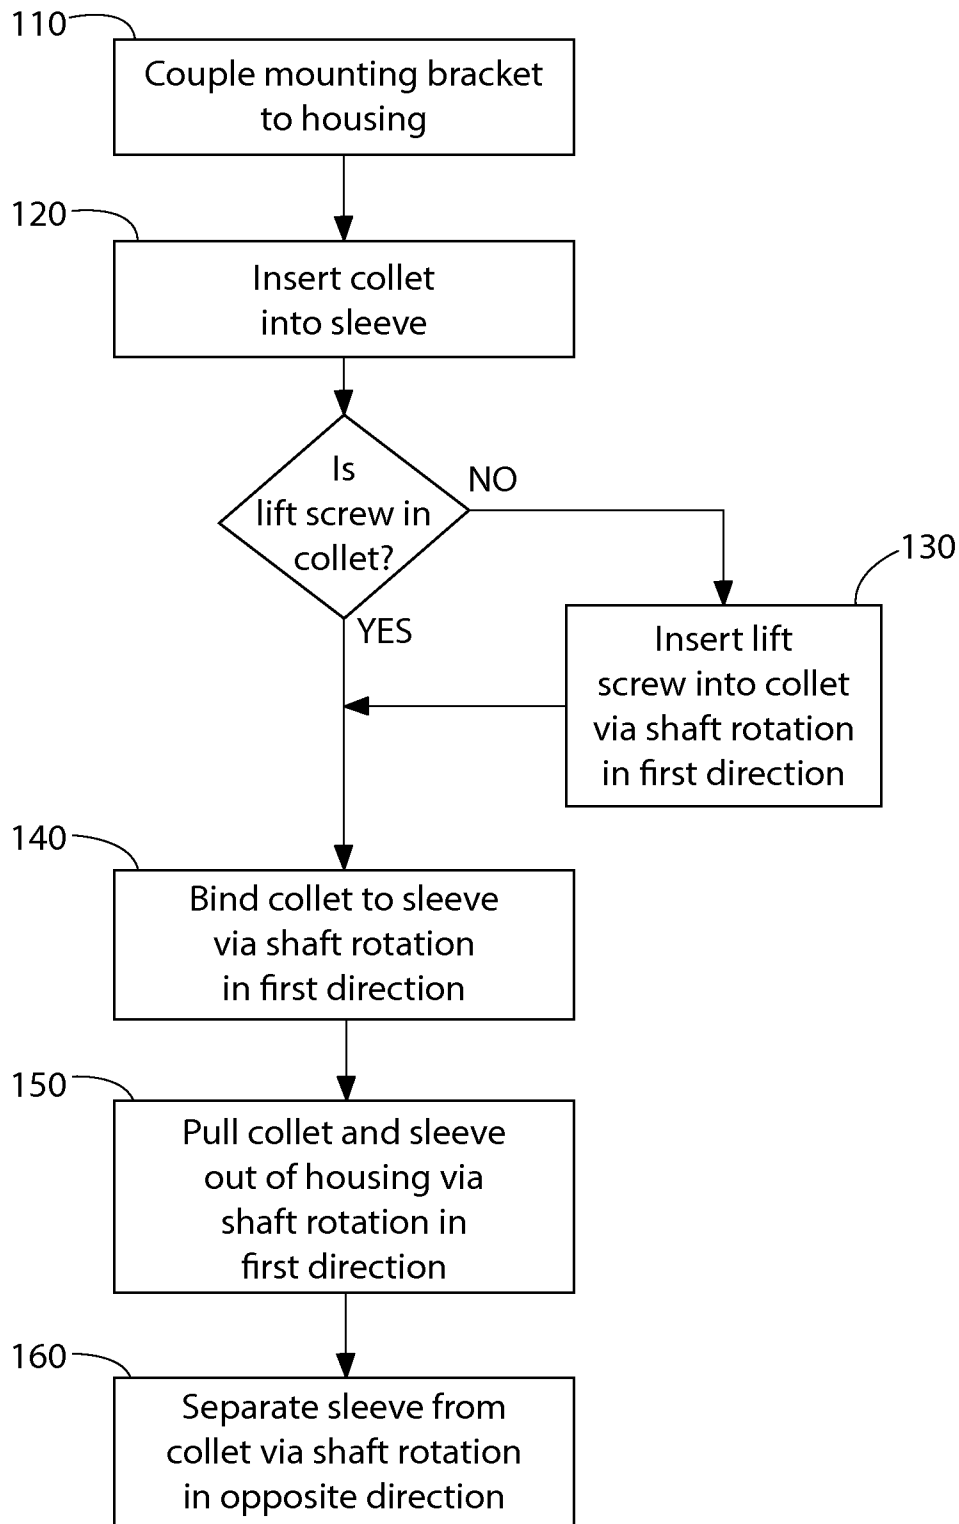 110
Couple mounting bracket
to housing
120
Insert collet
into sleeve
Is
lift screw in
collet?
NO
YES
130
Insert lift
screw into collet
via shaft rotation
in first direction
140
Bind collet to sleeve
via shaft rotation
in first direction
150
Pull collet and sleeve
out of housing via
shaft rotation in
first direction
160
Separate sleeve from
collet via shaft rotation
in opposite direction